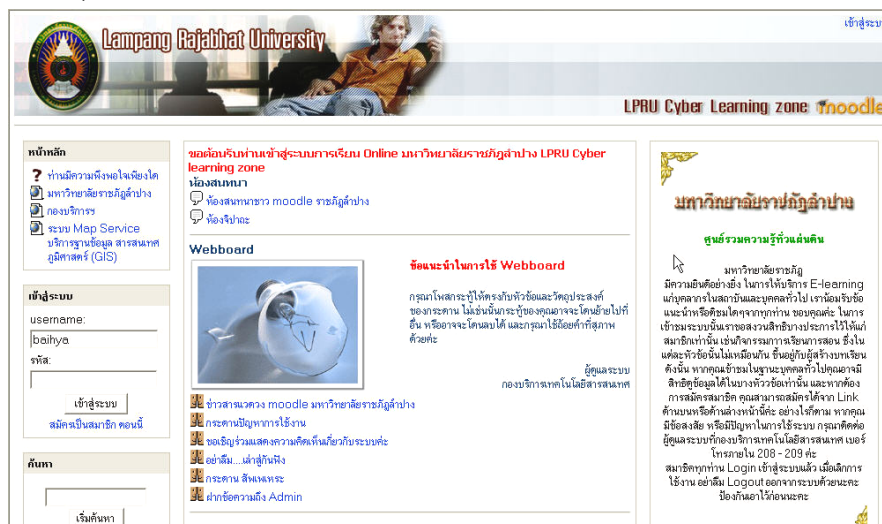 Lampang Rajabhat University
เข้าสู่ระบบ
LPRU Cyber Learning zone moodle
หน้าหลัก
ท่านมีความพึงพอใจเพียงใด
มหาวิทยาลัยราชภัฏลำปาง
กองบริการฯ
ระบบ Map Service
บริการฐานข้อมูล สารสนเทศ
ภูมิศาสตร์ (GIS)
เข้าสู่ระบบ
username:
baihya
รหัส:
เข้าสู่ระบบ
สมัครเป็นสมาชิก ตอนนี้
ค้นหา
เริ่มค้นหา
ขอต้อนรับท่านเข้าสู่ระบบการเรียน Online มหาวิทยาลัยราชภัฏลำปาง LPRU Cyber
learning zone
ห้องสนทนา
ห้องสนทนาชาว moodle ราชภัฏลำปาง
ห้องจิปาถะ
Webboard
ข้อแนะนำในการใช้ Webboard
กรุณาโพสกระทู้ให้ตรงกับหัวข้อและวัตถุประสงค์
ของกระดาน ไม่เช่นนั้นกระทู้ของคุณอาจจะโดนย้ายไปที่
อื่น หรืออาจจะโดนลบได้ และกรุณาใช้ถ้อยคำที่สุภาพ
ด้วยค่ะ
ผู้ดูแลระบบ
กองบริการเทคโนโลยีสารสนเทศ
ข่าวสารแวดวง moodle มหาวิทยาลัยราชภัฏลำปาง
กระดานปัญหาการใช้งาน
ขอเชิญร่วมแสดงความคิดเห็นเกี่ยวกับระบบค่ะ
อย่าลืม....เล่าสู่กันฟัง
กระดาน สัพเพเหระ
ฝากข้อความถึง Admin
มหาวิทยาลัยราชภัฏลำปาง
ศูนย์รวมความรู้ทั่วแผ่นดิน
มหาวิทยาลัยราชภัฏ
มีความยินดีอย่างยิ่ง ในการให้บริการ E-learning
แก่บุคลากรในสถาบันและบุคคลทั่วไป เราน้อมรับข้อ
แนะนำหรือติชมใดๆจากทุกท่าน ขอบคุณค่ะ ในการ
เข้าชมระบบนั้นเราขอสงวนสิทธิบางประการไว้ให้แก่
สมาชิกเท่านั้น เช่นกิจกรรมการเรียนการสอน ซึ่งใน
แต่ละหัวข้อนั้นไม่เหมือนกัน ขึ้นอยู่กับผู้สร้างบทเรียน
ดังนั้น หากคุณเข้าชมในฐานะบุคคลทั่วไปคุณอาจมี
สิทธิดูข้อมูลได้ในบางหัวข้อเท่านั้น และหากต้อง
การสมัครสมาชิก คุณสามารถสมัครได้จาก Link
ด้านบนหรือด้านล่างหน้านี้ค่ะ อย่างไรก็ตาม หากคุณ
มีข้อสงสัย หรือมีปัญหาในการใช้ระบบ กรุณาติดต่อ
ผู้ดูแลระบบที่กองบริการเทคโนโลยีสารสนเทศ เบอร์
โทรภายใน 208 - 209 ค่ะ
สมาชิกทุกท่าน Login เข้าสู่ระบบแล้ว เมื่อเลิกการ
ใช้งาน อย่าลืม Logout ออกจากระบบด้วยนะคะ
ป้องกันเอาไว้ก่อนนะคะ